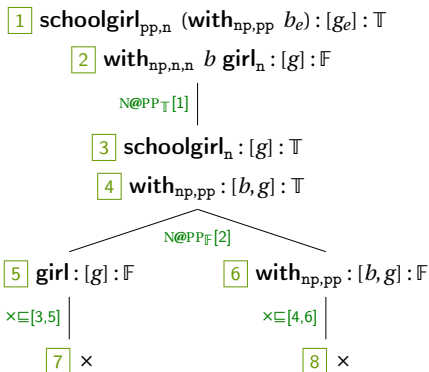 1 schoolgirl_pp,n (with_np,pp b_e) : [g_e] : 𝕋
2 with_np,n,n b girl_n : [g] : 𝔽
N@PP_𝕋[1]
3 schoolgirl_n : [g] : 𝕋
4 with_np,pp : [b, g] : 𝕋
N@PP_𝔽[2]
5 girl : [g] : 𝔽 6 with_np,pp : [b, g] : 𝔽
×⊑[3,5] ×⊑[4,6]
7 × 8 ×